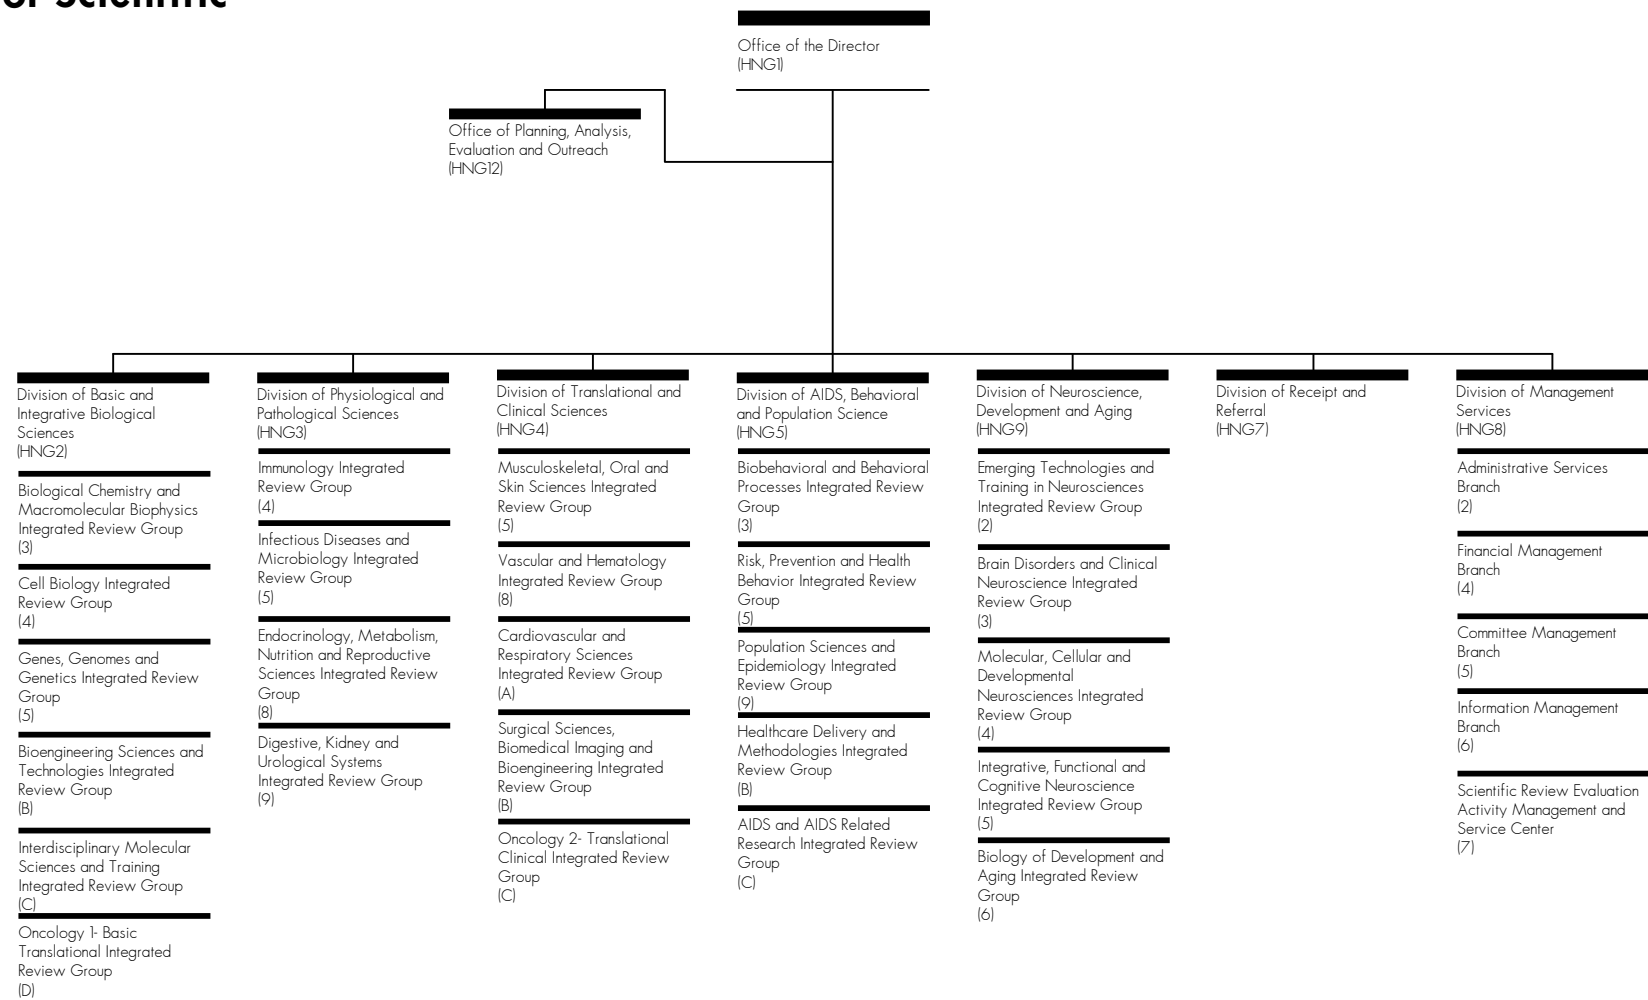 or Scientific
Office of the Director
(HNG1)
Office of Planning, Analysis,
Evaluation and Outreach
(HNG12)
Division of Basic and
Integrative Biological
Sciences
(HNG2)
Biological Chemistry and
Macromolecular Biophysics
Integrated Review Group
(3)
Cell Biology Integrated
Review Group
(4)
Genes, Genomes and
Genetics Integrated Review
Group
(5)
Bioengineering Sciences and
Technologies Integrated
Review Group
(B)
Interdisciplinary Molecular
Sciences and Training
Integrated Review Group
(C)
Oncology 1- Basic
Translational Integrated
Review Group
(D)
Division of Physiological and
Pathological Sciences
(HNG3)
Immunology Integrated
Review Group
(4)
Infectious Diseases and
Microbiology Integrated
Review Group
(5)
Endocrinology, Metabolism,
Nutrition and Reproductive
Sciences Integrated Review
Group
(8)
Digestive, Kidney and
Urological Systems
Integrated Review Group
(9)
Division of Translational and
Clinical Sciences
(HNG4)
Musculoskeletal, Oral and
Skin Sciences Integrated
Review Group
(5)
Vascular and Hematology
Integrated Review Group
(8)
Cardiovascular and
Respiratory Sciences
Integrated Review Group
(A)
Surgical Sciences,
Biomedical Imaging and
Bioengineering Integrated
Review Group
(B)
Oncology 2- Translational
Clinical Integrated Review
Group
(C)
Division of AIDS, Behavioral
and Population Science
(HNG5)
Biobehavioral and Behavioral
Processes Integrated Review
Group
(3)
Risk, Prevention and Health
Behavior Integrated Review
Group
(5)
Population Sciences and
Epidemiology Integrated
Review Group
(9)
Healthcare Delivery and
Methodologies Integrated
Review Group
(B)
AIDS and AIDS Related
Research Integrated Review
Group
(C)
Division of Neuroscience,
Development and Aging
(HNG9)
Emerging Technologies and
Training in Neurosciences
Integrated Review Group
(2)
Brain Disorders and Clinical
Neuroscience Integrated
Review Group
(3)
Molecular, Cellular and
Developmental
Neurosciences Integrated
Review Group
(4)
Integrative, Functional and
Cognitive Neuroscience
Integrated Review Group
(5)
Biology of Development and
Aging Integrated Review
Group
(6)
Division of Receipt and
Referral
(HNG7)
Division of Management
Services
(HNG8)
Administrative Services
Branch
(2)
Financial Management
Branch
(4)
Committee Management
Branch
(5)
Information Management
Branch
(6)
Scientific Review Evaluation
Activity Management and
Service Center
(7)